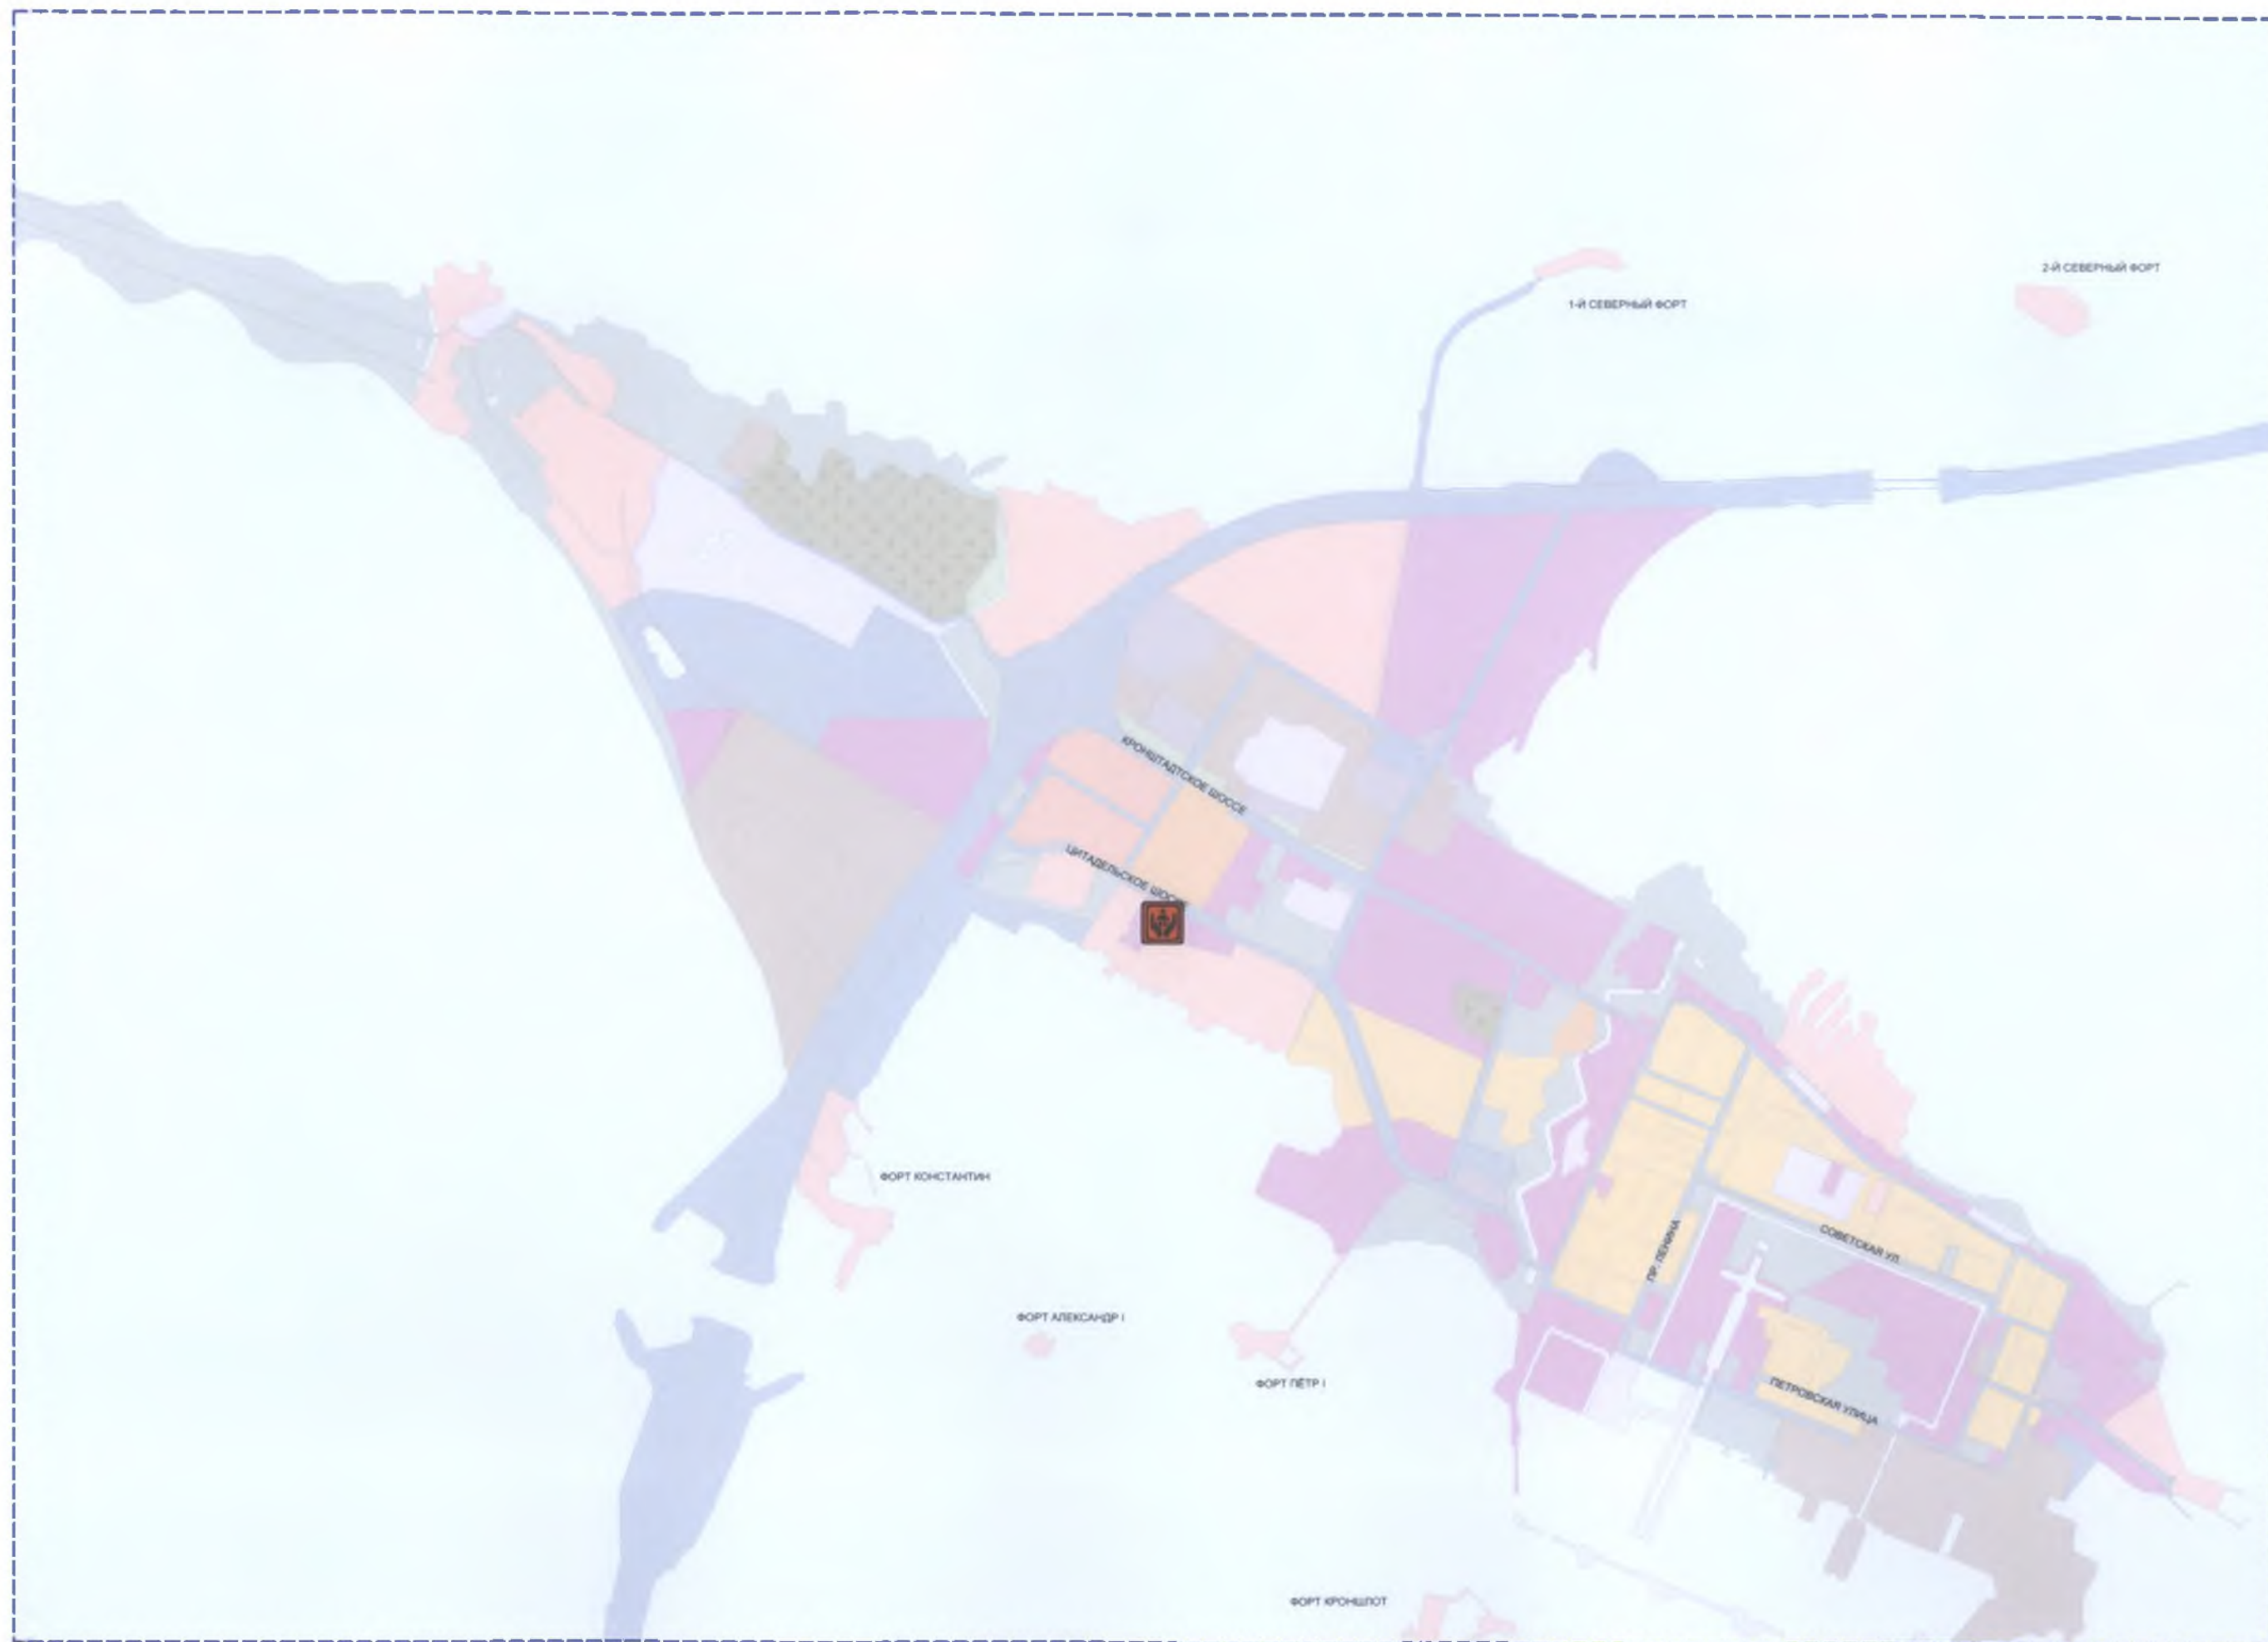 2-Й СЕВЕРНЫЙ ФОРТ
1-Й СЕВЕРНЫЙ ФОРТ
КРОНШТАДТСКОЕ ШОССЕ
ЦИТАДЕЛЬСКОЕ ШОССЕ
ФОРТ КОНСТАНТИН
ПР. ЛЕНИНА
СОВЕТСКАЯ УЛ.
ФОРТ АЛЕКСАНДР I
ФОРТ ПЁТР I
ПЕТРОВСКАЯ УЛИЦА
ФОРТ КРОНШЛОТ